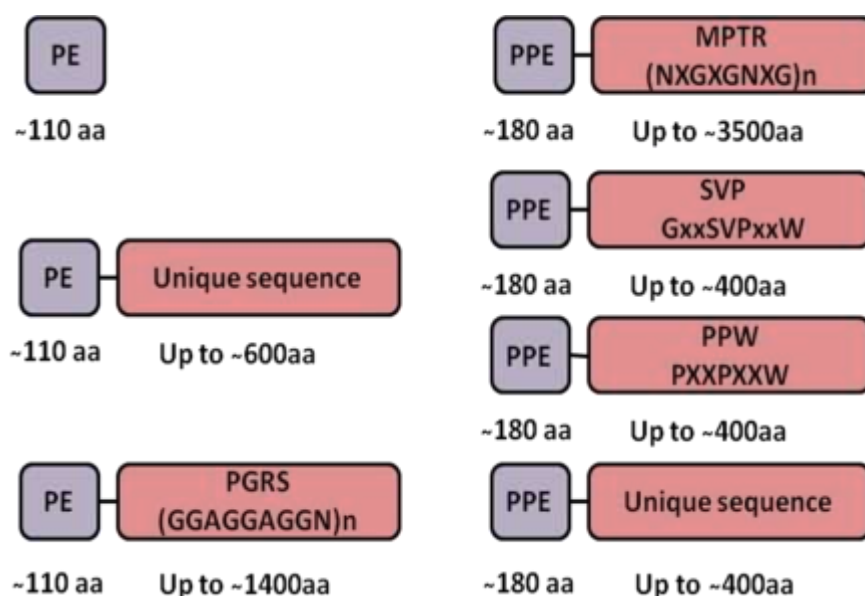 PE
~110 aa
PE
Unique sequence
~110 aa
Up to ~600aa
PE
PGRS
(GGAGGAGGN)n
~110 aa
Up to ~1400aa
PPE
MPTR
(NXGXGNXG)n
~180 aa
Up to ~3500aa
PPE
SVP
GxxSVPxxW
~180 aa
Up to ~400aa
PPE
PPW
PXXPXXW
~180 aa
Up to ~400aa
PPE
Unique sequence
~180 aa
Up to ~400aa